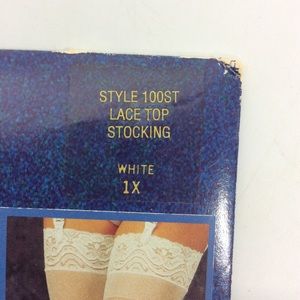 STYLE 100ST
LACE TOP
STOCKING
WHITE
1X